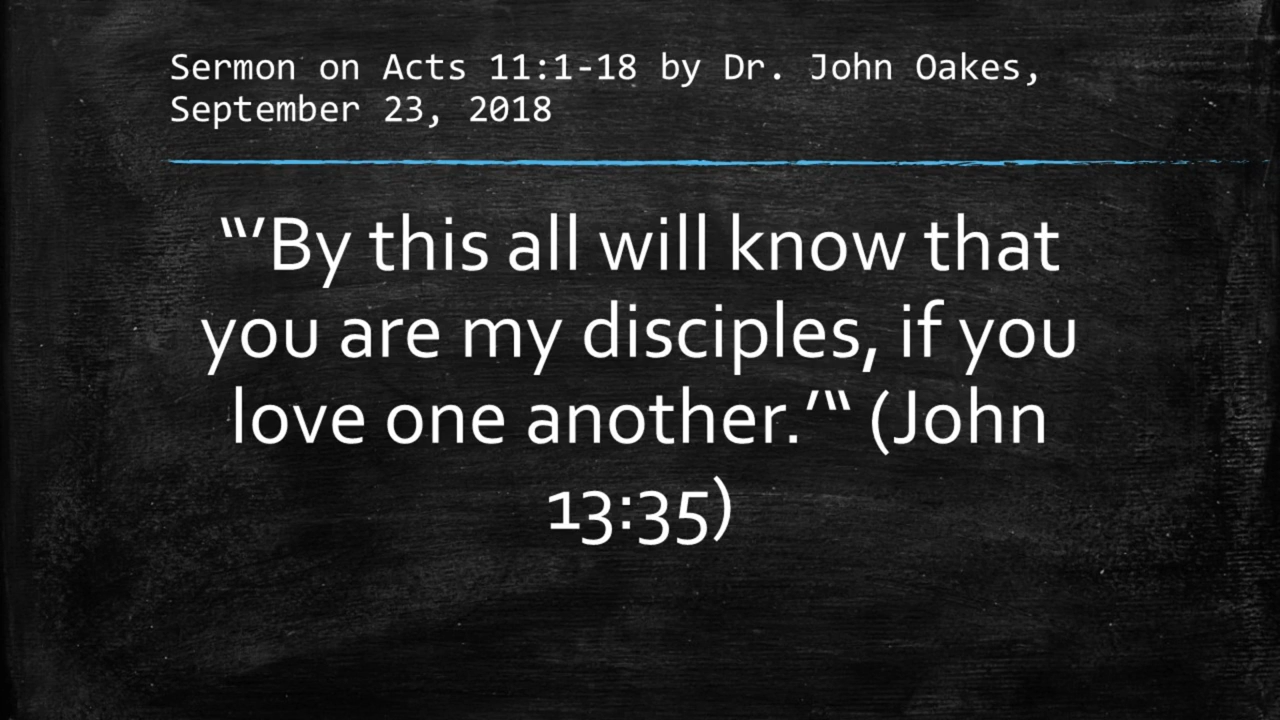 Sermon on Acts 11:1-18 by Dr. John Oakes,
September 23, 2018
“‘By this all will know that
you are my disciples, if you
love one another.’“ (John
13:35)